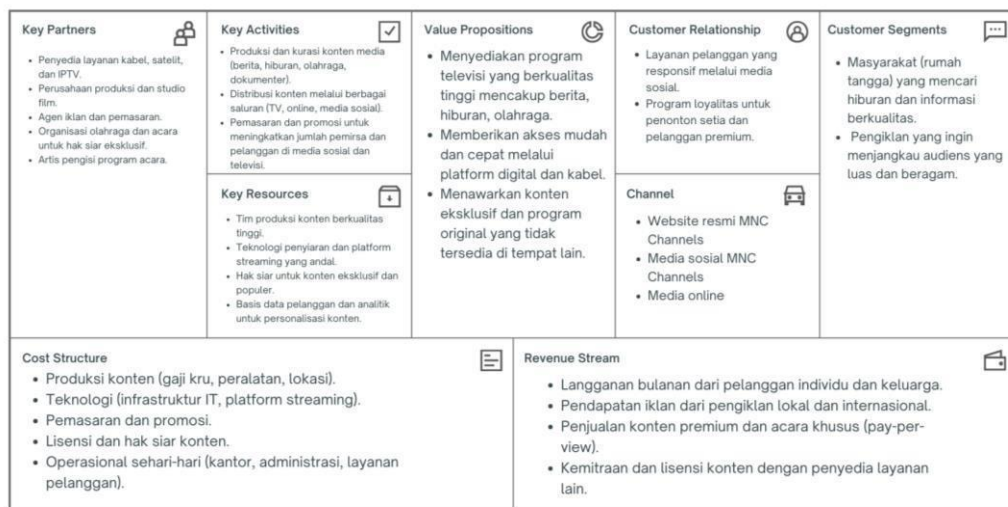 Key Partners
• Penyedia layanan kabel, satelit,
dan IPTV.
• Perusahaan produksi dan studio
film.
• Agen iklan dan pemasaran.
• Organisasi olahraga dan acara
untuk hak siar eksklusif.
• Artis pengisi program acara.
Key Activities
• Produksi dan kurasi konten media
(berita, hiburan, olahraga,
dokumenter).
• Distribusi konten melalui berbagai
saluran (TV, online, media sosial).
• Pemasaran dan promosi untuk
meningkatkan jumlah pemirsa dan
pelanggan di media sosial dan
televisi.
Key Resources
• Tim produksi konten berkualitas
tinggi.
• Teknologi penyiaran dan platform
streaming yang andal.
• Hak siar untuk konten eksklusif dan
populer.
• Basis data pelanggan dan analitik
untuk personalisasi konten.
Value Propositions
• Menyediakan program
televisi yang berkualitas
tinggi mencakup berita,
hiburan, olahraga.
• Memberikan akses mudah
dan cepat melalui
platform digital dan kabel.
• Menawarkan konten
eksklusif dan program
original yang tidak
tersedia di tempat lain.
Customer Relationship
• Layanan pelanggan yang
responsif melalui media
sosial.
• Program loyalitas untuk
penonton setia dan
pelanggan premium.
Channel
• Website resmi MNC
Channels
• Media sosial MNC
Channels
• Media online
Customer Segments
• Masyarakat (rumah
tangga) yang mencari
hiburan dan informasi
berkualitas.
• Pengiklan yang ingin
menjangkau audiens yang
luas dan beragam.
Cost Structure
• Produksi konten (gaji kru, peralatan, lokasi).
• Teknologi (infrastruktur IT, platform streaming).
• Pemasaran dan promosi.
• Lisensi dan hak siar konten.
• Operasional sehari-hari (kantor, administrasi, layanan
pelanggan).
Revenue Stream
• Langganan bulanan dari pelanggan individu dan keluarga.
• Pendapatan iklan dari pengiklan lokal dan internasional.
• Penjualan konten premium dan acara khusus (pay-per-
view).
• Kemitraan dan lisensi konten dengan penyedia layanan
lain.